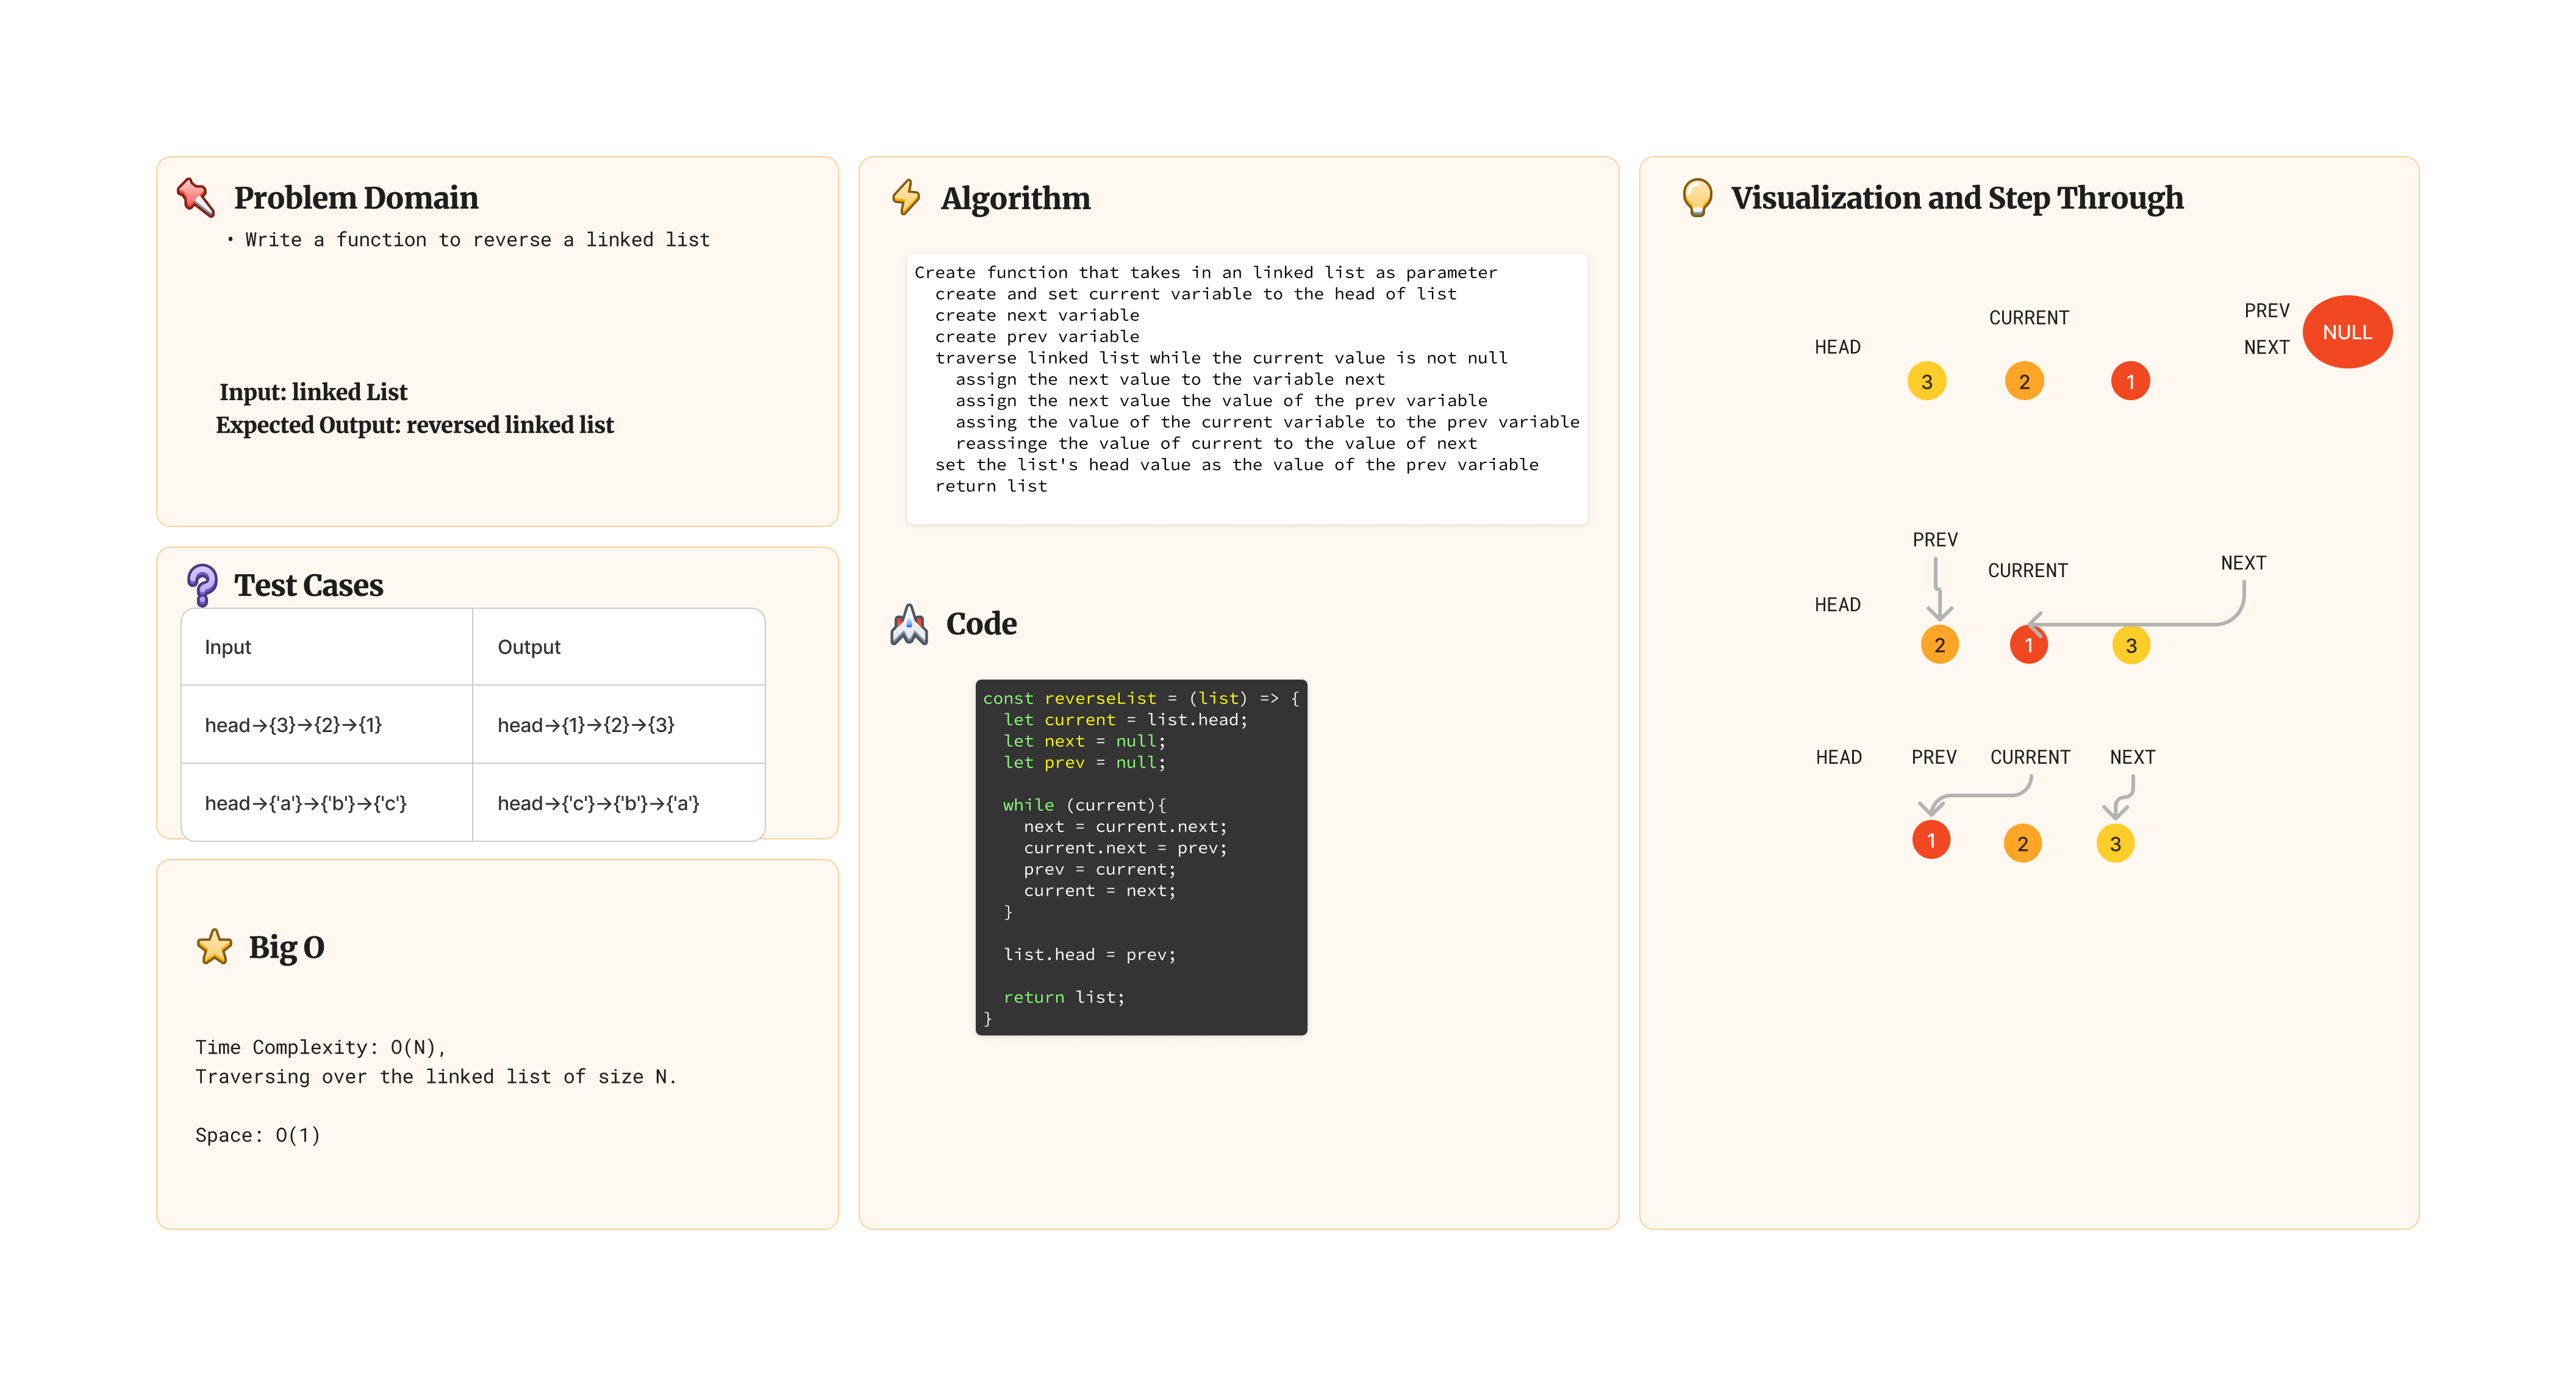 Problem Domain
• Write a function to reverse a linked list
Input: linked List
Expected Output: reversed linked list
Test Cases
Input Output
head→{3}→{2}→{1} head→{1}→{2}→{3}
head→{'a'}→{'b'}→{'c'} head→{'c'}→{'b'}→{'a'}
Big O
Time Complexity: O(N),
Traversing over the linked list of size N.
Space: O(1)
Algorithm
Create function that takes in an linked list as parameter
  create and set current variable to the head of list
  create next variable
  create prev variable
  traverse linked list while the current value is not null
    assign the next value to the variable next
    assign the next value the value of the prev variable
    assing the value of the current variable to the prev variable
    reassinge the value of current to the value of next
  set the list's head value as the value of the prev variable
  return list
Code
const reverseList = (list) => {
  let current = list.head;
  let next = null;
  let prev = null;
  while (current){
    next = current.next;
    current.next = prev;
    prev = current;
    current = next;
  }
  list.head = prev;
  return list;
}
Visualization and Step Through
PREV
CURRENT
NULL
HEAD
NEXT
3 2 1
PREV
NEXT
CURRENT
HEAD
2 1 3
HEAD PREV CURRENT NEXT
1 2 3